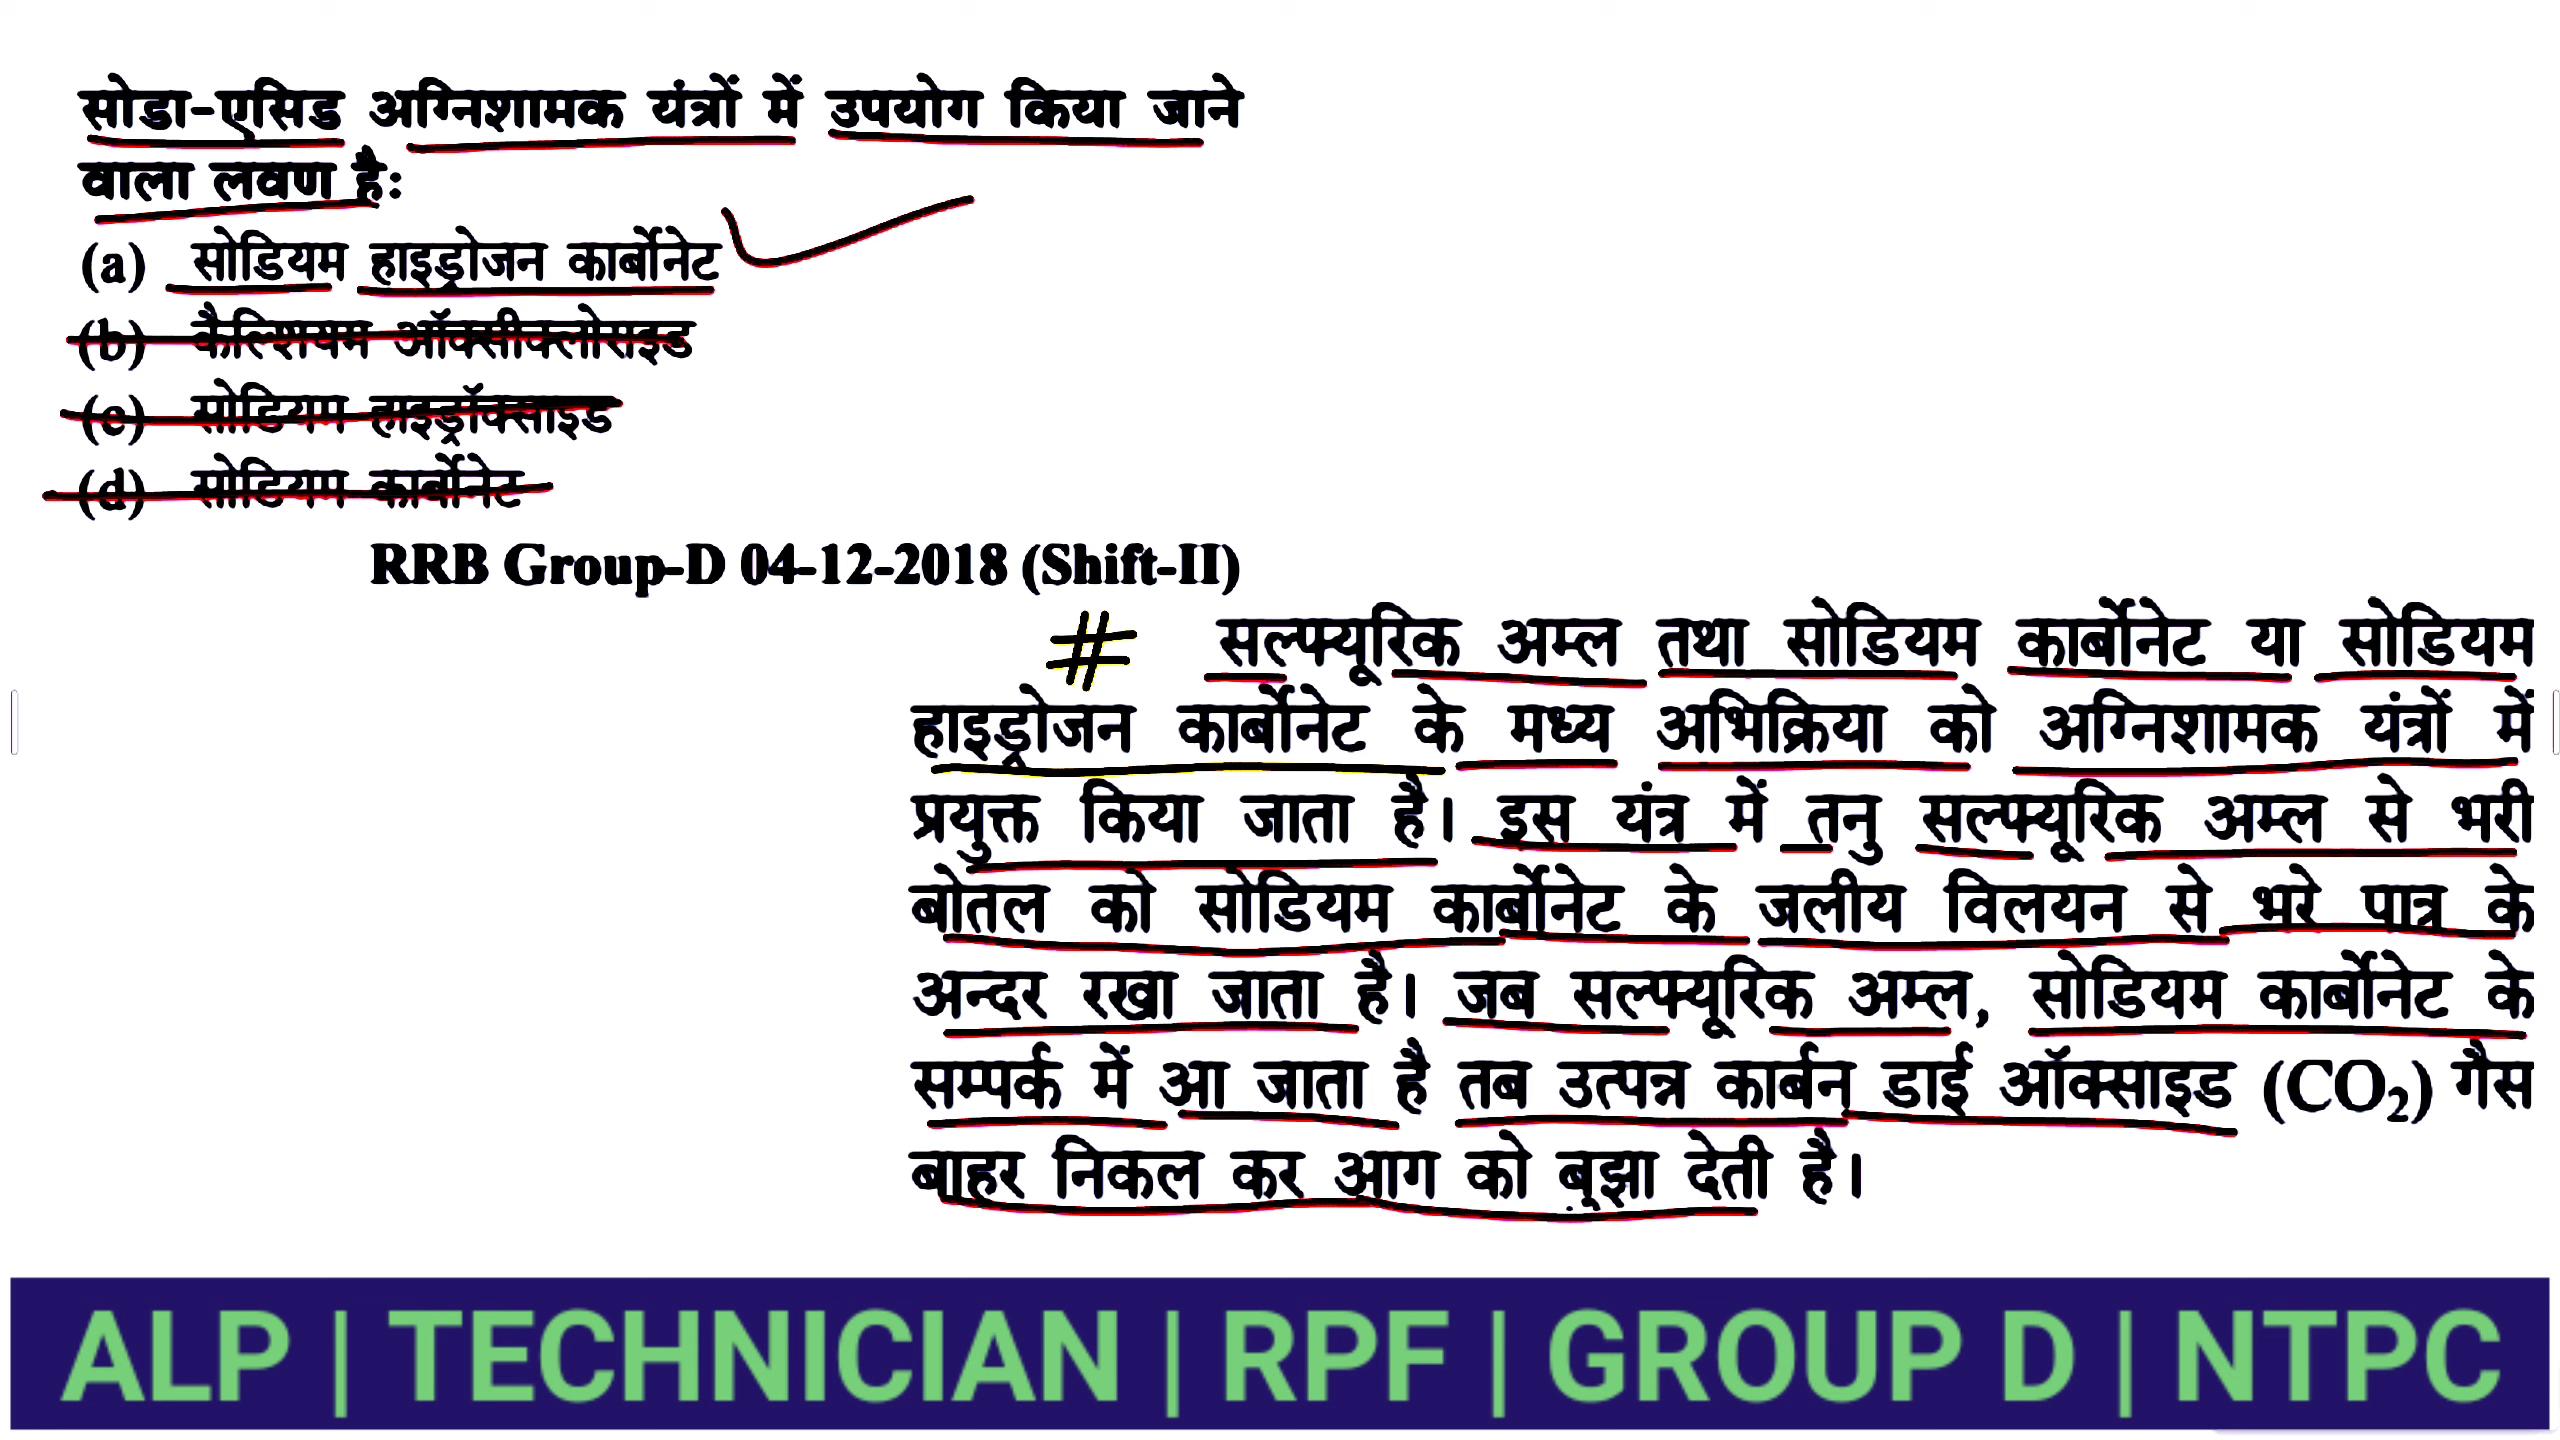 सोडा-एसिड अग्निशामक यंत्रों में उपयोग किया जाने
वाला लवण है:
(a) सोडियम हाइड्रोजन कार्बोनेट
(b) कैल्शियम ऑक्सीक्लोराइड
(c) सोडियम हाइड्रॉक्साइड
(d) सोडियम कार्बोनेट
RRB Group-D 04-12-2018 (Shift-II)
# सल्फ्यूरिक अम्ल तथा सोडियम कार्बोनेट या सोडियम
हाइड्रोजन कार्बोनेट के मध्य अभिक्रिया को अग्निशामक यंत्रों में
प्रयुक्त किया जाता है। इस यंत्र में तनु सल्फ्यूरिक अम्ल से भरी
बोतल को सोडियम कार्बोनेट के जलीय विलयन से भरे पात्र के
अन्दर रखा जाता है। जब सल्फ्यूरिक अम्ल, सोडियम कार्बोनेट के
सम्पर्क में आ जाता है तब उत्पन्न कार्बन डाई ऑक्साइड (CO₂) गैस
बाहर निकल कर आग को बूझा देती है।
ALP | TECHNICIAN | RPF | GROUP D | NTPC